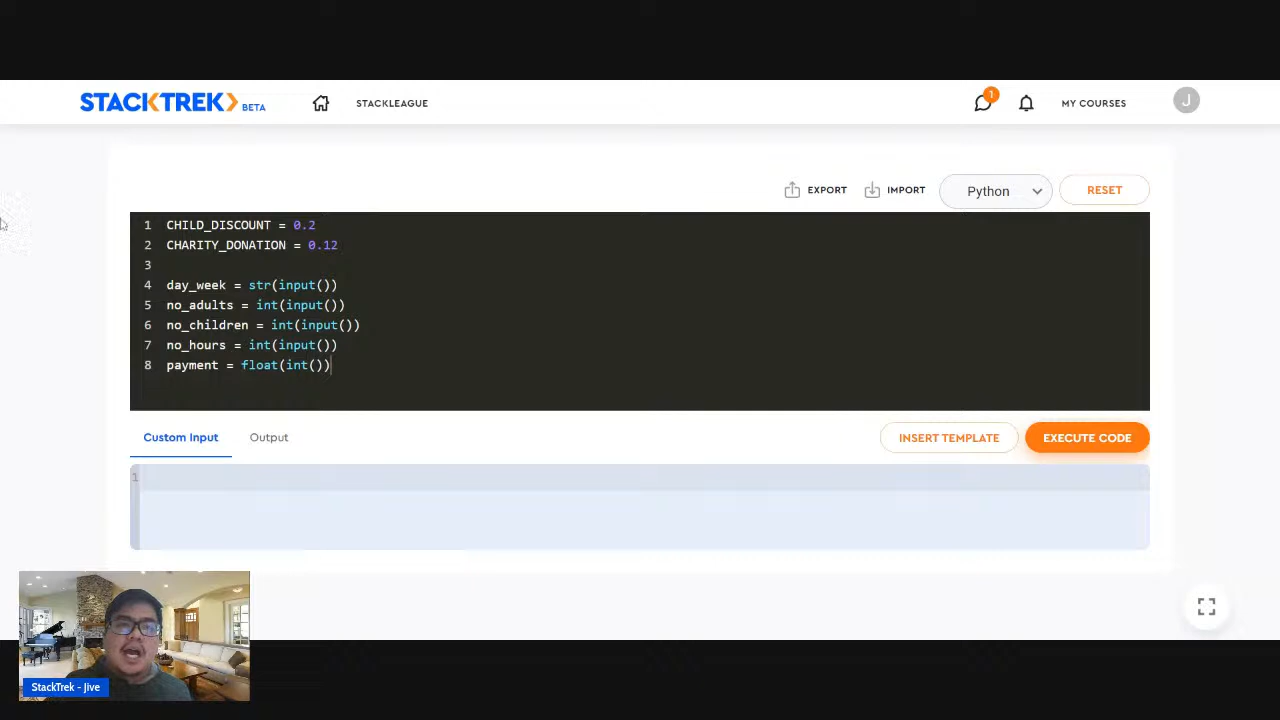 STACKTREK BETA
STACKLEAGUE
1
MY COURSES
J
EXPORT
IMPORT
Python
RESET
1 CHILD_DISCOUNT = 0.2
2 CHARITY_DONATION = 0.12
3
4 day_week = str(input())
5 no_adults = int(input())
6 no_children = int(input())
7 no_hours = int(input())
8 payment = float(int())
Custom Input
Output
INSERT TEMPLATE
EXECUTE CODE
1
StackTrek - Jive